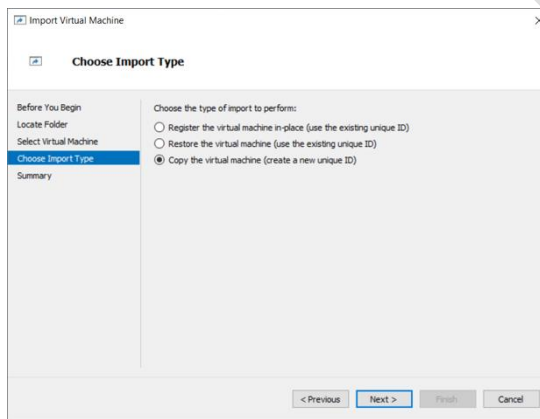 Import Virtual Machine
Choose Import Type
Before You Begin
Locate Folder
Select Virtual Machine
Choose Import Type
Summary
Choose the type of import to perform:
Register the virtual machine in-place (use the existing unique ID)
Restore the virtual machine (use the existing unique ID)
Copy the virtual machine (create a new unique ID)
< Previous
Next >
Finish
Cancel